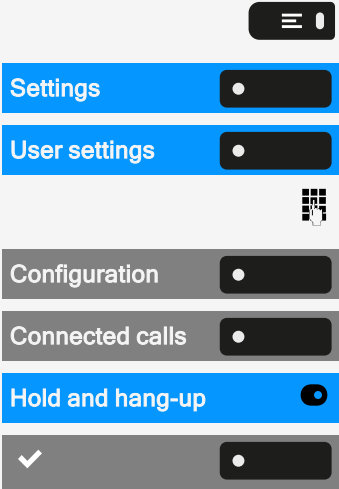 Settings
User settings
Configuration
Connected calls
Hold and hang-up